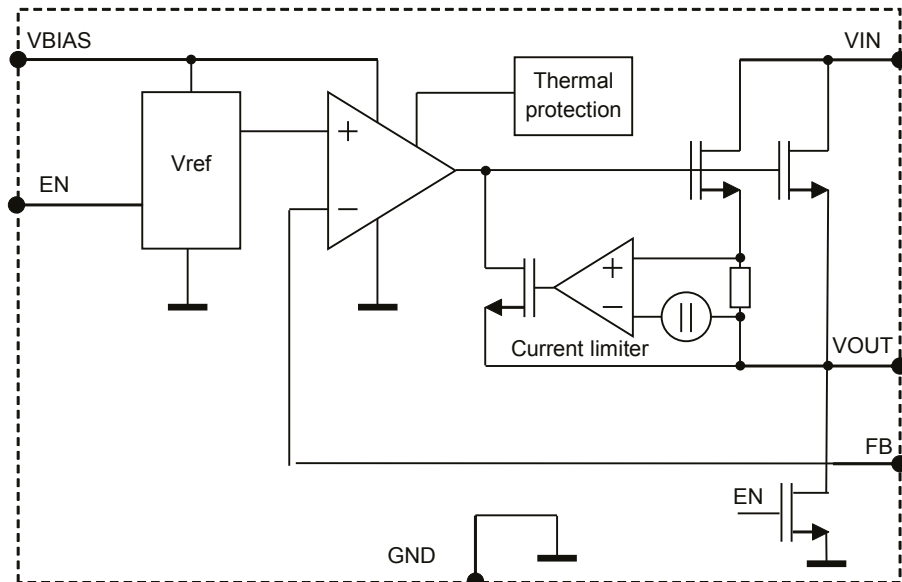 VBIAS
VIN
Thermal
protection
+
Vref
EN
−
+
−
Current limiter
VOUT
FB
EN
GND